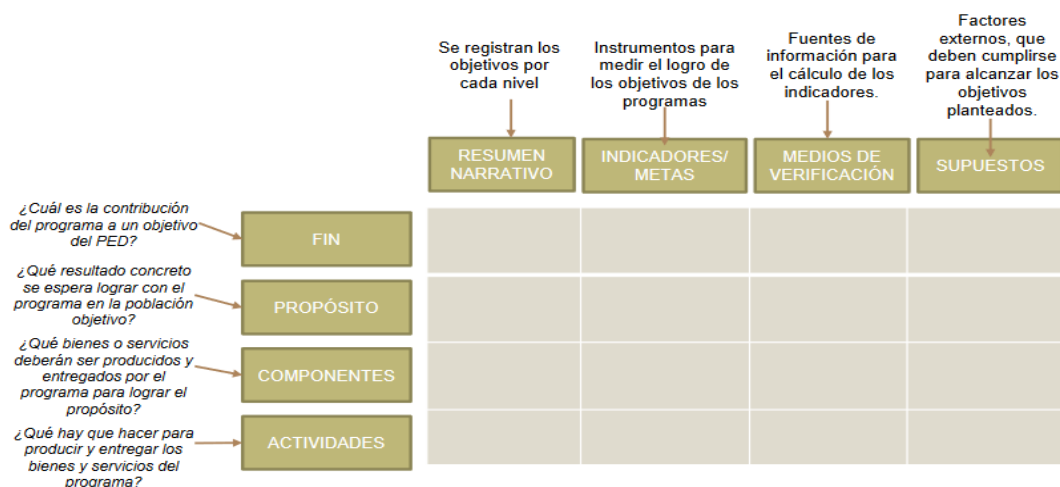 Se registran los
objetivos por
cada nivel
Instrumentos para
medir el logro de
los objetivos de los
programas
Fuentes de
información para
el cálculo de los
indicadores.
Factores
externos, que
deben cumplirse
para alcanzar los
objetivos
planteados.
RESUMEN
NARRATIVO
INDICADORES/
METAS
MEDIOS DE
VERIFICACIÓN
SUPUESTOS
¿Cuál es la contribución
del programa a un objetivo
del PED?
FIN
¿Qué resultado concreto
se espera lograr con el
programa en la población
objetivo?
PROPÓSITO
¿Qué bienes o servicios
deberán ser producidos y
entregados por el
programa para lograr el
propósito?
COMPONENTES
¿Qué hay que hacer para
producir y entregar los
bienes y servicios del
programa?
ACTIVIDADES